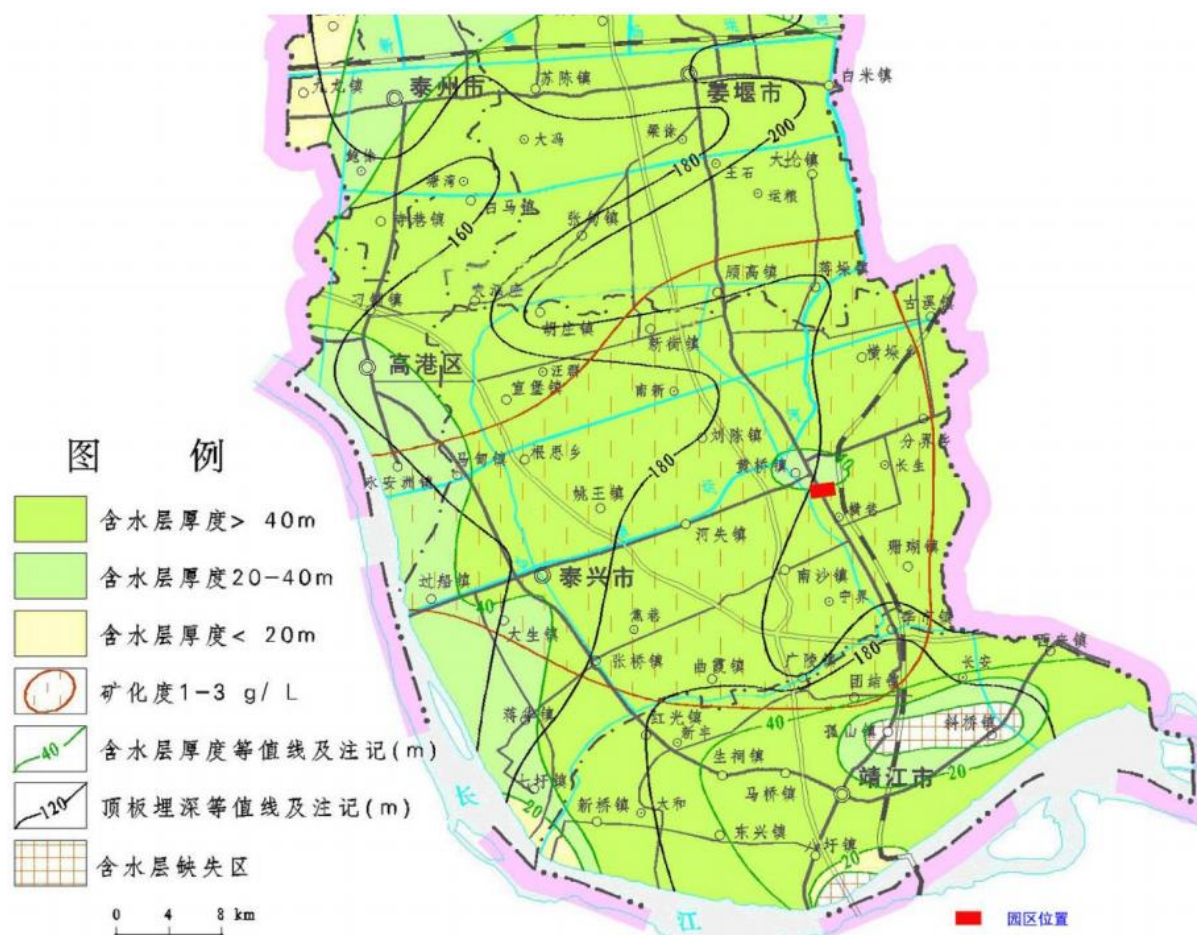 新
九龙镇
泰州市
苏陈镇
姜堰市
白米镇
鲍徐
大冯
梁徐
180
200
塘湾
白马镇
王石
大伦镇
运粮
寺巷镇
张甸镇
160
刁铺镇
顾高镇
蒋垛镇
古溪镇
胡庄镇
新街镇
横垛乡
高港区
汪群
宣堡镇
南新
刘陈镇
分界乡
根思乡
180
黄桥镇
40
长生
马甸镇
永安洲镇
姚王镇
河失镇
横巷
珊瑚镇
过船镇
泰兴市
南沙镇
宁界
40
大生镇
焦巷
季市镇
张桥镇
曲霞镇
广陵镇
180
长安
西来镇
团结镇
蒋华镇
红光镇
40
新丰
孤山镇
斜桥镇
生祠镇
20
七圩镇
靖江市
马桥镇
20
新桥镇
大和
东兴镇
八圩镇
20
长
江
图 例
含水层厚度> 40m
含水层厚度20-40m
含水层厚度< 20m
矿化度1-3 g/ L
40
含水层厚度等值线及注记(m)
120
顶板埋深等值线及注记(m)
含水层缺失区
0 4 8 km
园区位置